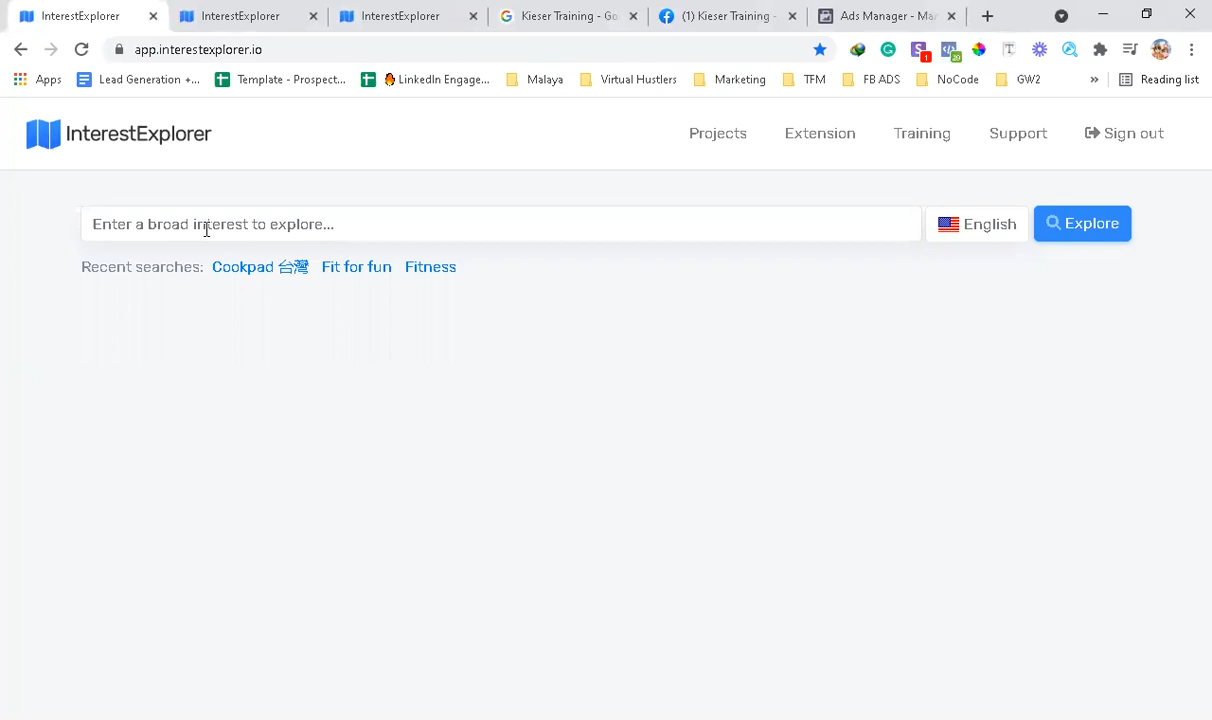 InterestExplorer InterestExplorer InterestExplorer Kieser Training - Go (1) Kieser Training - Ads Manager - Ma
app.interestexplorer.io
1 20
Apps Lead Generation +... Template - Prospect... LinkedIn Engage... Malaya Virtual Hustlers Marketing TFM FB ADS NoCode GW2 » Reading list
InterestExplorer Projects Extension Training Support Sign out
Enter a broad interest to explore... English Explore
Recent searches: Cookpad 台灣 Fit for fun Fitness